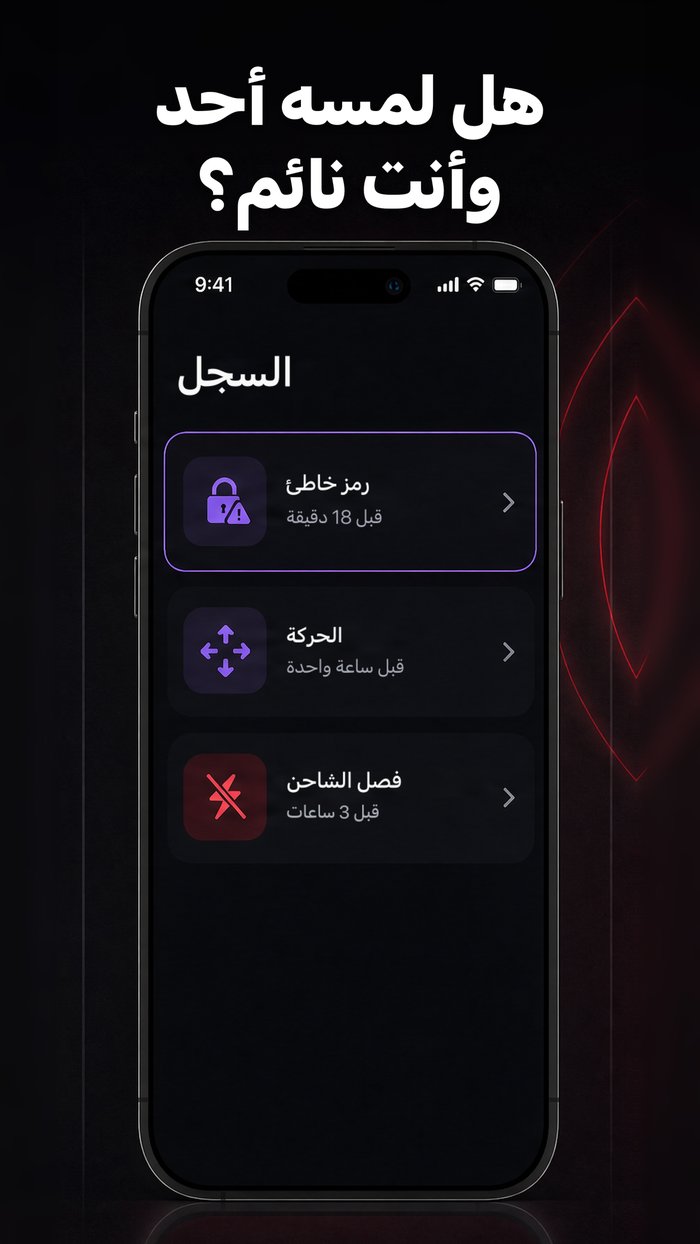 هل لمسه أحد
وأنت نائم؟
9:41
السجل
رمز خاطئ
قبل 18 دقيقة
الحركة
قبل ساعة واحدة
فصل الشاحن
قبل 3 ساعات